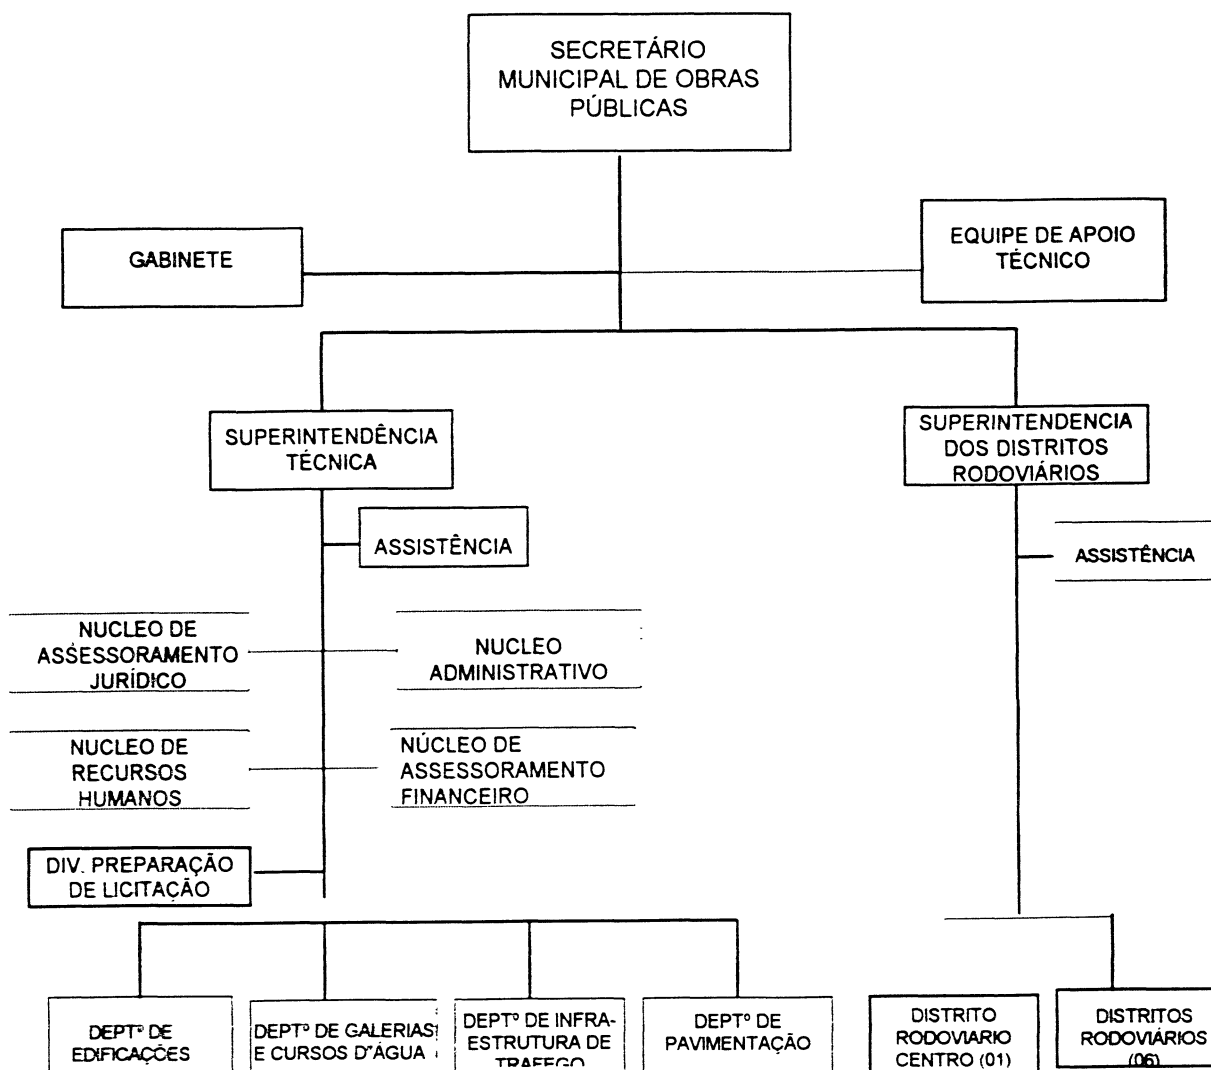 SECRETÁRIO
MUNICIPAL DE OBRAS
PÚBLICAS
GABINETE
EQUIPE DE APOIO
TÉCNICO
SUPERINTENDÊNCIA
TÉCNICA
SUPERINTENDENCIA
DOS DISTRITOS
RODOVIÁRIOS
ASSISTÊNCIA
ASSISTÊNCIA
NUCLEO DE
ASSESSORAMENTO
JURÍDICO
NUCLEO
ADMINISTRATIVO
NUCLEO DE
RECURSOS
HUMANOS
NÚCLEO DE
ASSESSORAMENTO
FINANCEIRO
DIV. PREPARAÇÃO
DE LICITAÇÃO
DEPTº DE
EDIFICAÇÕES
DEPTº DE GALERIAS
E CURSOS D"ÁGUA
DEPTº DE INFRA-
ESTRUTURA DE
TRAFEGO
DEPTº DE
PAVIMENTAÇÃO
DISTRITO
RODOVIARIO
CENTRO (01)
DISTRITOS
RODOVIÁRIOS
(06)